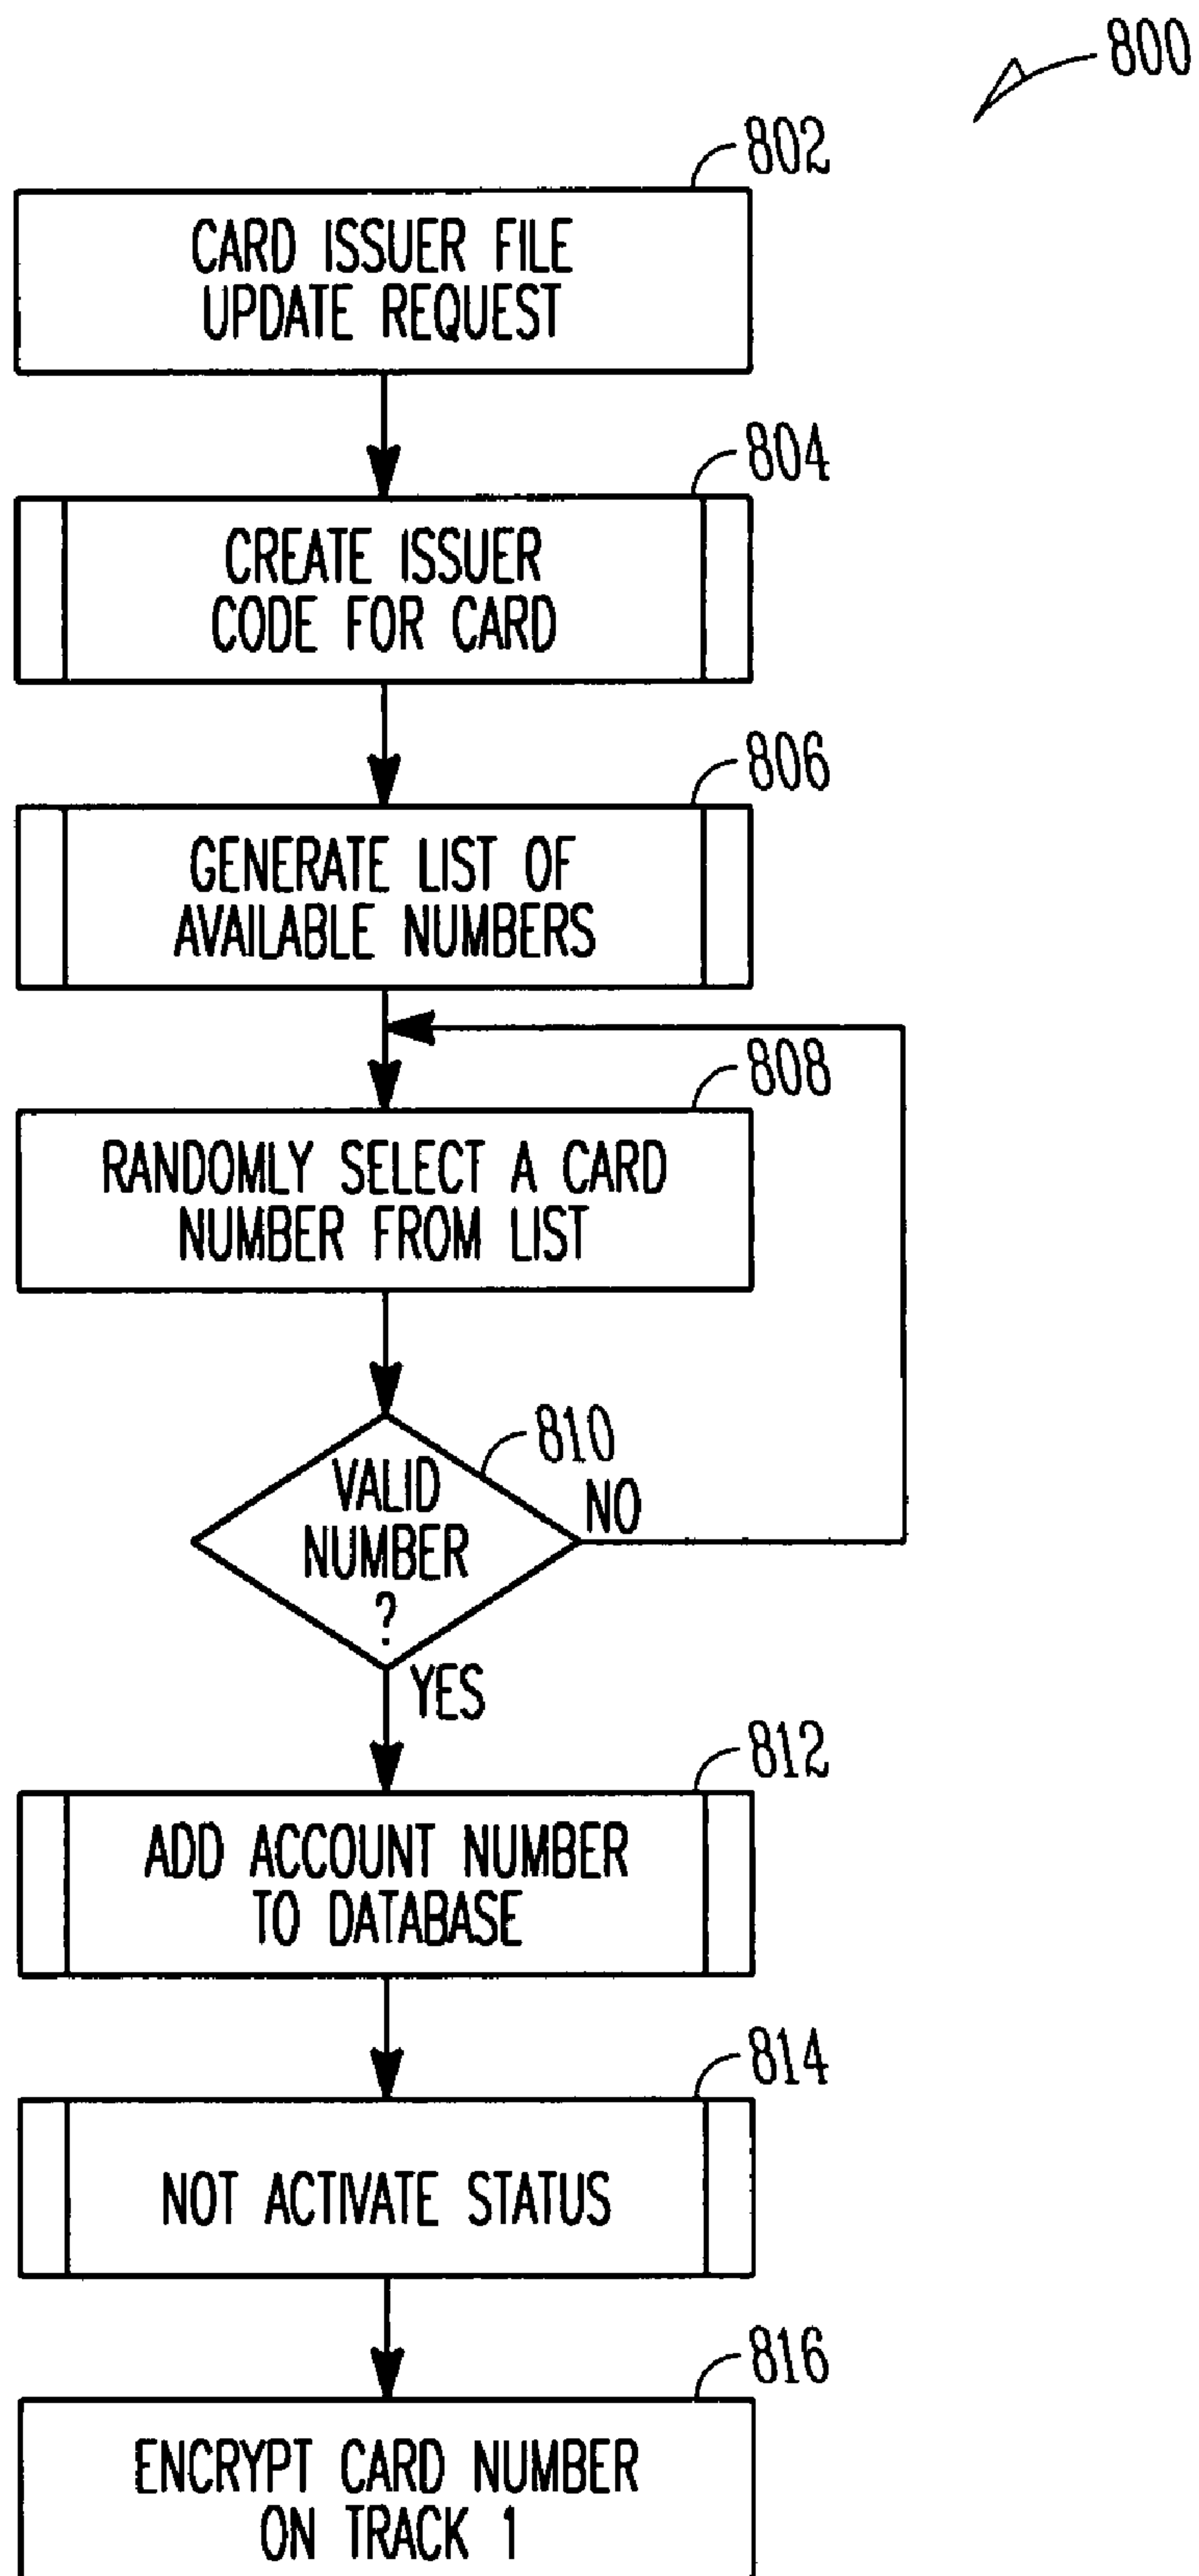 800
802
CARD ISSUER FILE
UPDATE REQUEST
804
CREATE ISSUER
CODE FOR CARD
806
GENERATE LIST OF
AVAILABLE NUMBERS
808
RANDOMLY SELECT A CARD
NUMBER FROM LIST
810
VALID
NUMBER
?
NO
YES
812
ADD ACCOUNT NUMBER
TO DATABASE
814
NOT ACTIVATE STATUS
816
ENCRYPT CARD NUMBER
ON TRACK 1